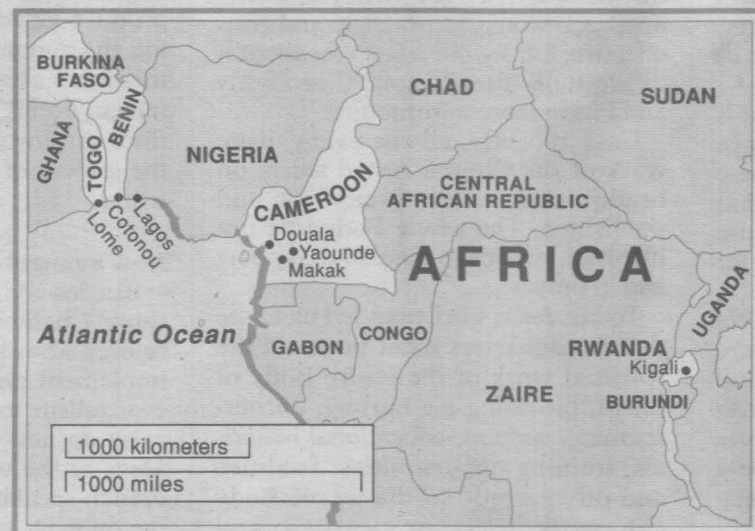 BURKINA
FASO
GHANA
TOGO
BENIN
NIGERIA
CHAD
SUDAN
CAMEROON
CENTRAL
AFRICAN REPUBLIC
Lome
Cotonou
Lagos
Douala
Yaounde
Makak
AFRICA
Atlantic Ocean
GABON
CONGO
ZAIRE
UGANDA
RWANDA
Kigali
BURUNDI
1000 kilometers
1000 miles